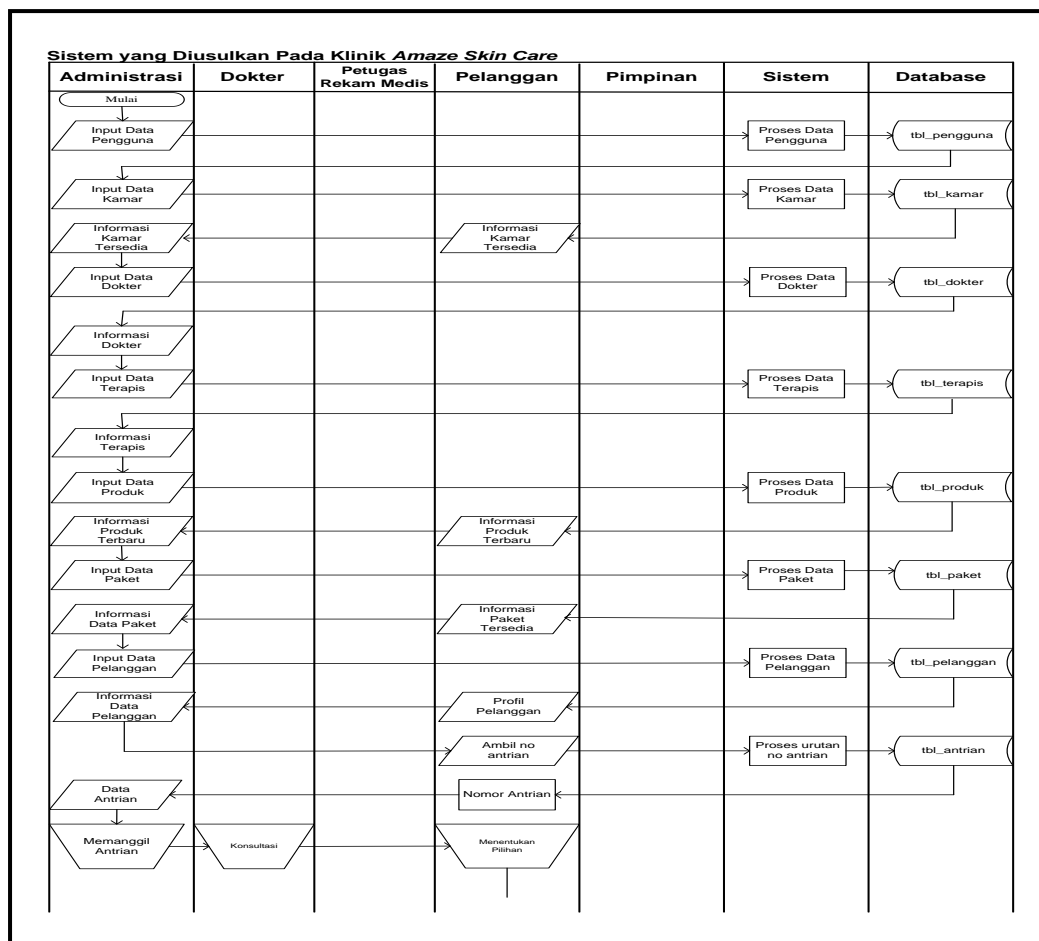 Sistem yang Diusulkan Pada Klinik Amaze Skin Care
Administrasi
Dokter
Petugas
Rekam Medis
Pelanggan
Pimpinan
Sistem
Database
Mulai
Input Data
Pengguna
Proses Data
Pengguna
tbl_pengguna
Input Data
Kamar
Proses Data
Kamar
tbl_kamar
Informasi
Kamar
Tersedia
Informasi
Kamar
Tersedia
Input Data
Dokter
Proses Data
Dokter
tbl_dokter
Informasi
Dokter
Input Data
Terapis
Proses Data
Terapis
tbl_terapis
Informasi
Terapis
Input Data
Produk
Proses Data
Produk
tbl_produk
Informasi
Produk
Terbaru
Informasi
Produk
Terbaru
Input Data
Paket
Proses Data
Paket
tbl_paket
Informasi
Data Paket
Informasi
Paket
Tersedia
Input Data
Pelanggan
Proses Data
Pelanggan
tbl_pelanggan
Informasi
Data
Pelanggan
Profil
Pelanggan
Ambil no
antrian
Proses urutan
no antrian
tbl_antrian
Data
Antrian
Nomor Antrian
Memanggil
Antrian
Konsultasi
Menentukan
Pilihan